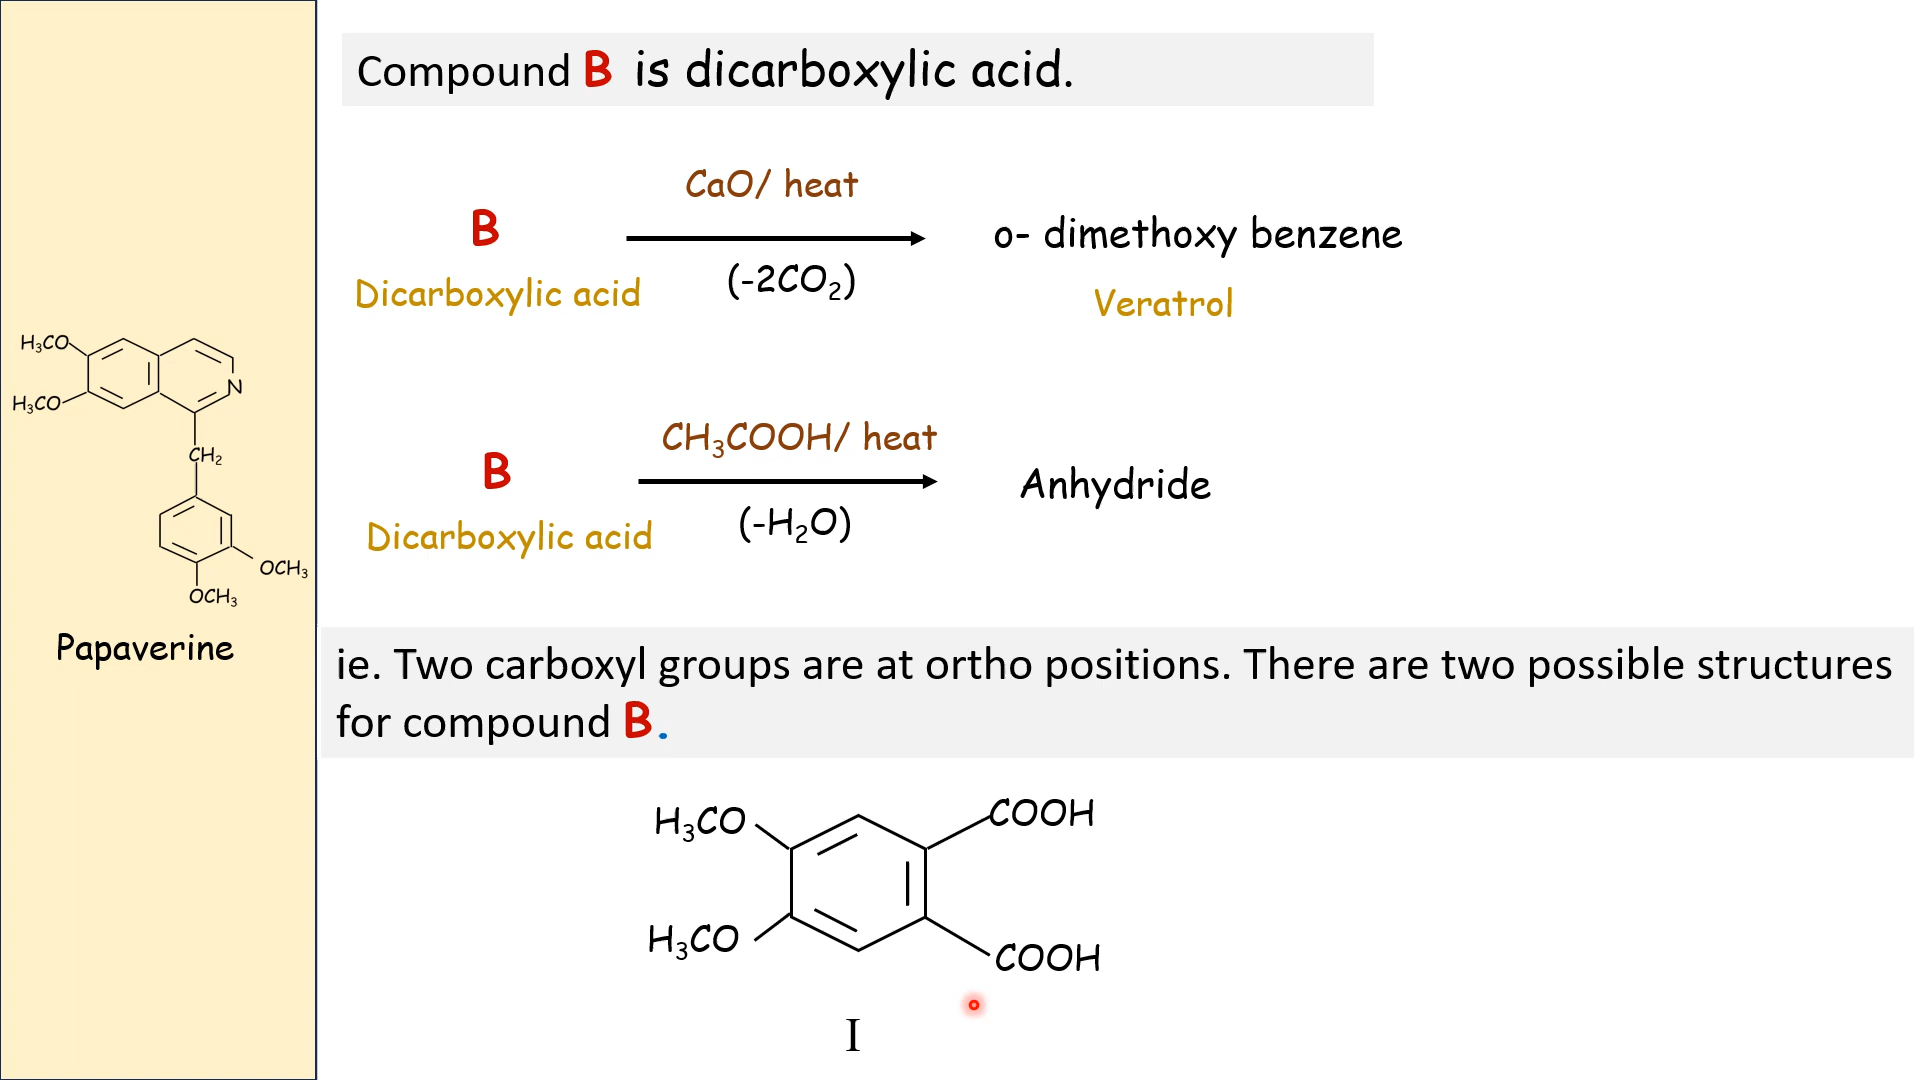 Compound B is dicarboxylic acid.
CaO/ heat
B
o- dimethoxy benzene
(-2CO₂)
Dicarboxylic acid
Veratrol
CH₃COOH/ heat
B
Anhydride
(-H₂O)
Dicarboxylic acid
H₃CO
N
H₃CO
CH₂
OCH₃
OCH₃
Papaverine
ie. Two carboxyl groups are at ortho positions. There are two possible structures
for compound B.
H₃CO
COOH
H₃CO
COOH
I